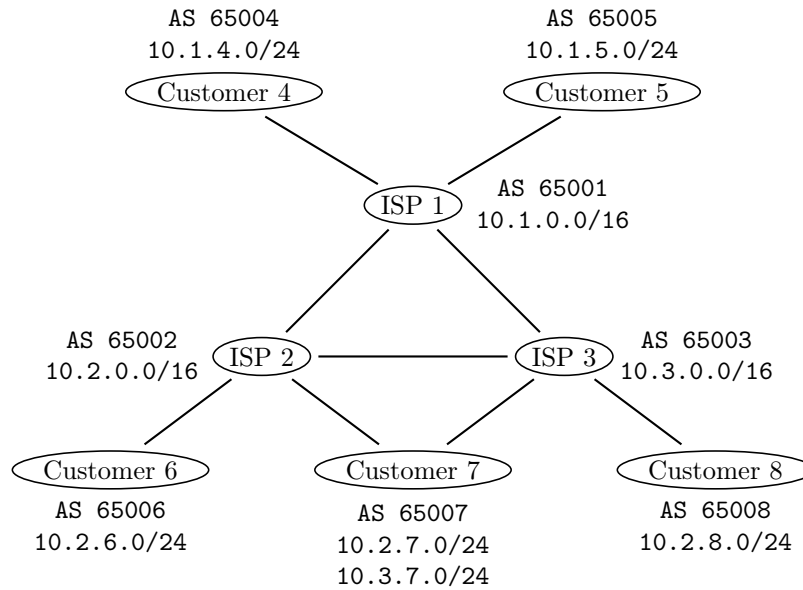 AS 65004
10.1.4.0/24
Customer 4
AS 65005
10.1.5.0/24
Customer 5
ISP 1
AS 65001
10.1.0.0/16
AS 65002
10.2.0.0/16
ISP 2
ISP 3
AS 65003
10.3.0.0/16
Customer 6
AS 65006
10.2.6.0/24
Customer 7
AS 65007
10.2.7.0/24
10.3.7.0/24
Customer 8
AS 65008
10.2.8.0/24